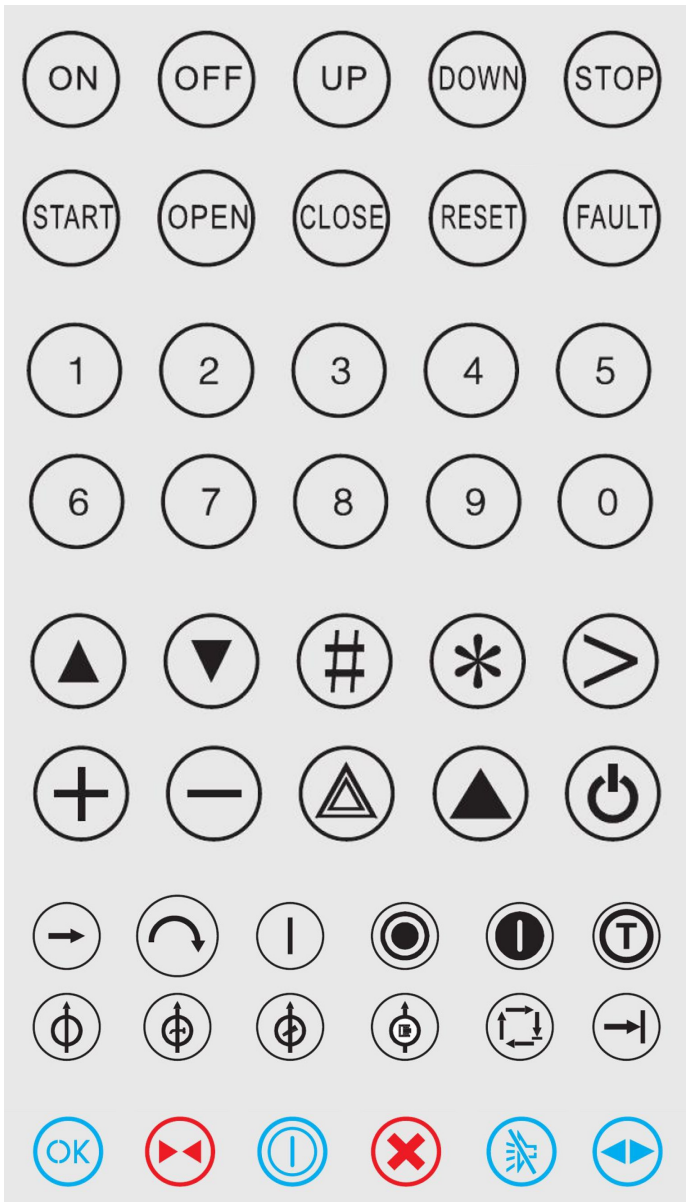 ON OFF UP DOWN STOP
START OPEN CLOSE RESET FAULT
1 2 3 4 5
6 7 8 9 0
# * >
+ −
T
OK